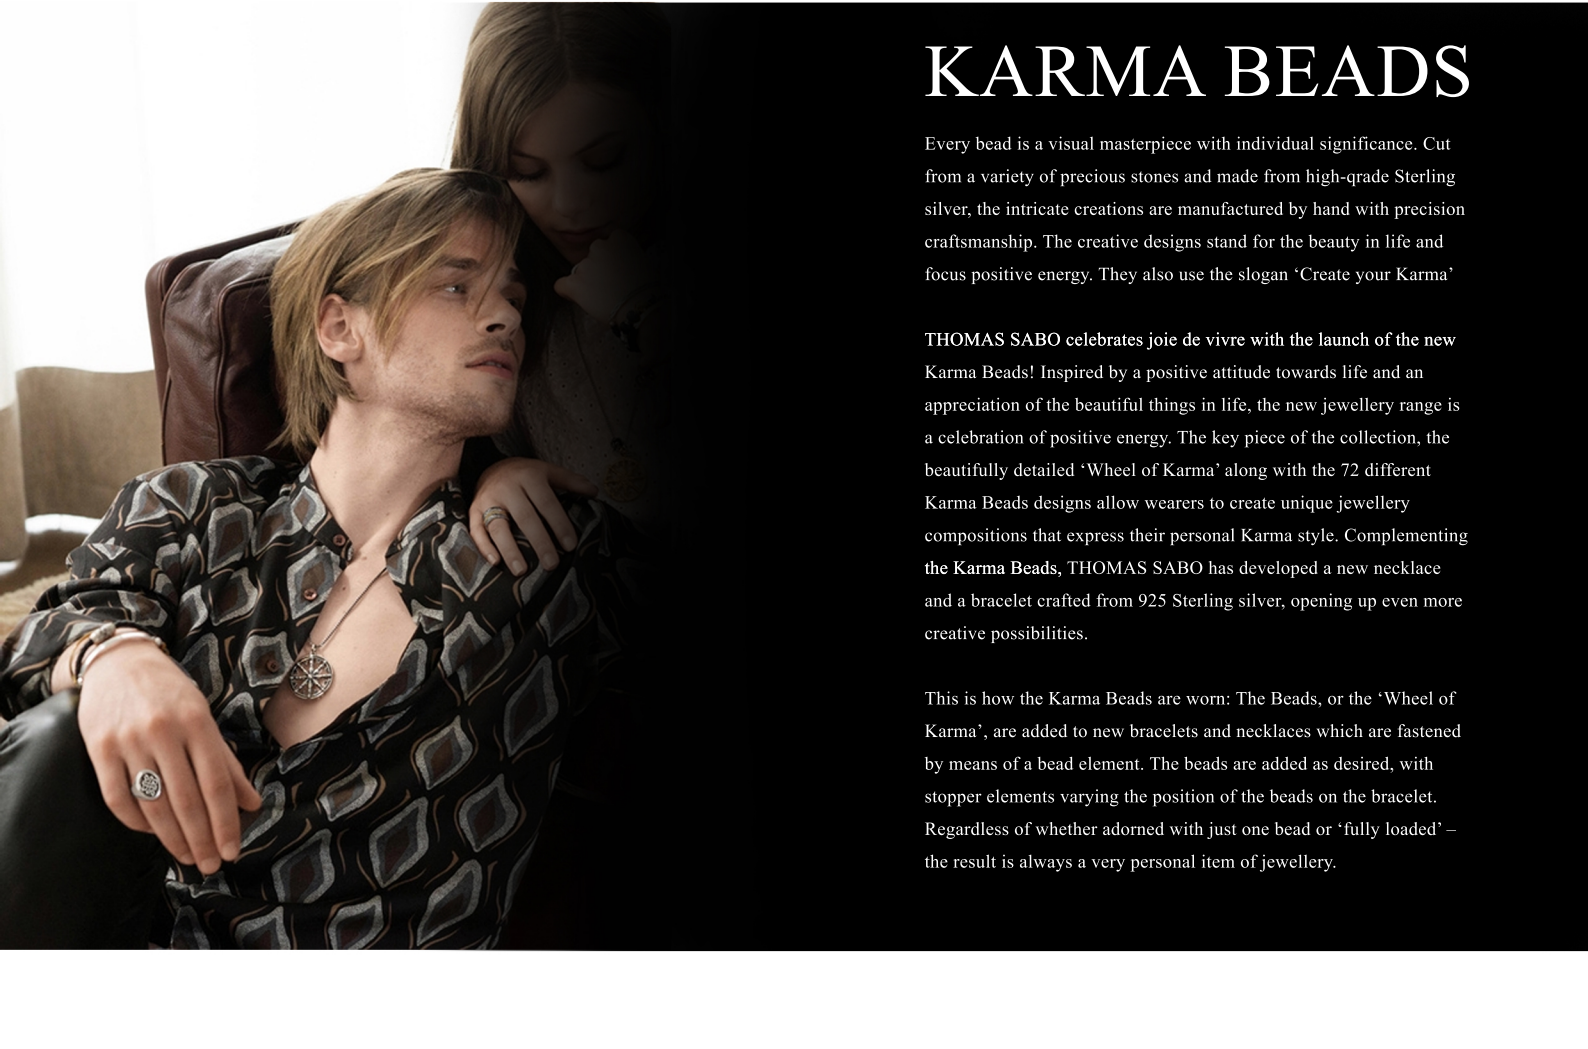 KARMA BEADS
Every bead is a visual masterpiece with individual significance. Cut
from a variety of precious stones and made from high-qrade Sterling
silver, the intricate creations are manufactured by hand with precision
craftsmanship. The creative designs stand for the beauty in life and
focus positive energy. They also use the slogan ‘Create your Karma’
THOMAS SABO celebrates joie de vivre with the launch of the new
Karma Beads! Inspired by a positive attitude towards life and an
appreciation of the beautiful things in life, the new jewellery range is
a celebration of positive energy. The key piece of the collection, the
beautifully detailed ‘Wheel of Karma’ along with the 72 different
Karma Beads designs allow wearers to create unique jewellery
compositions that express their personal Karma style. Complementing
the Karma Beads, THOMAS SABO has developed a new necklace
and a bracelet crafted from 925 Sterling silver, opening up even more
creative possibilities.
This is how the Karma Beads are worn: The Beads, or the ‘Wheel of
Karma’, are added to new bracelets and necklaces which are fastened
by means of a bead element. The beads are added as desired, with
stopper elements varying the position of the beads on the bracelet.
Regardless of whether adorned with just one bead or ‘fully loaded’ –
the result is always a very personal item of jewellery.